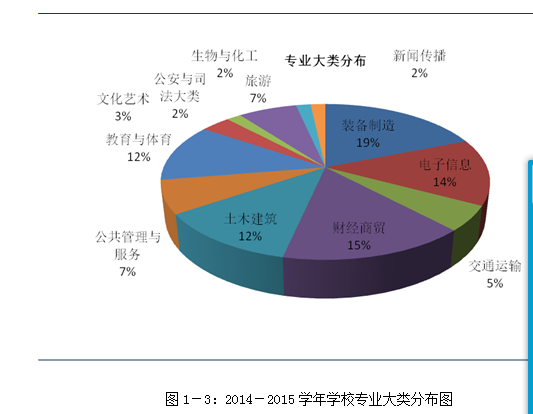 专业大类分布
生物与化工
2%
新闻传播
2%
公安与司
法大类
2%
旅游
7%
文化艺术
3%
装备制造
19%
教育与体育
12%
电子信息
14%
土木建筑
12%
财经商贸
15%
公共管理与
服务
7%
交通运输
5%
图1－3：2014－2015学年学校专业大类分布图